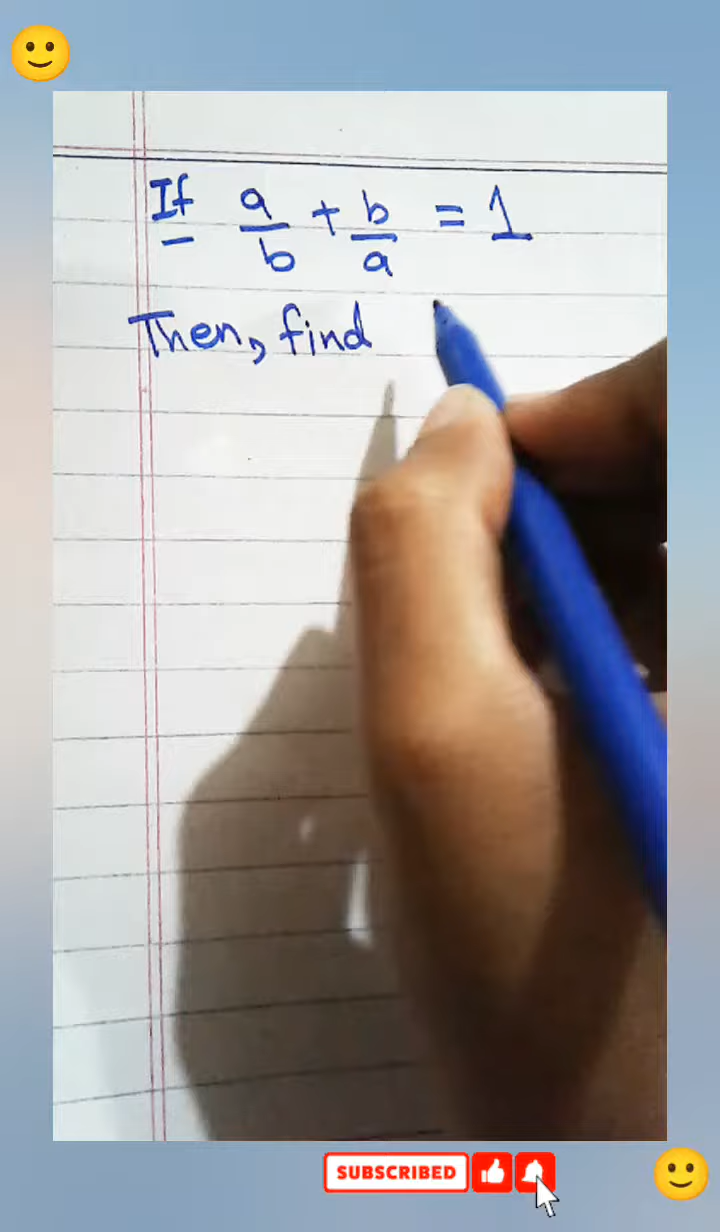 If a/b + b/a = 1
Then, find
SUBSCRIBED